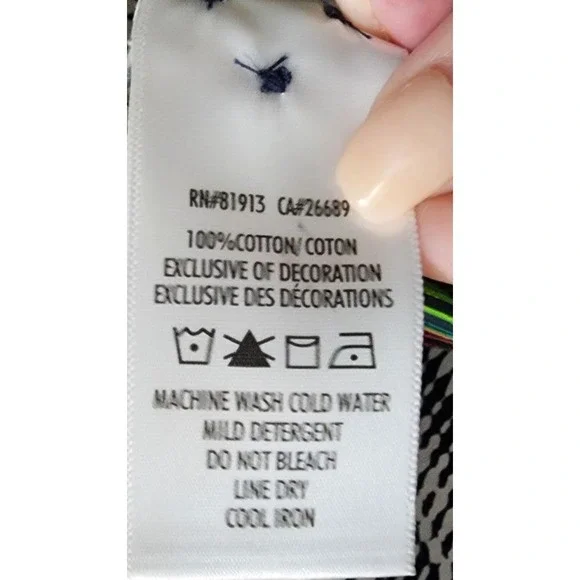 RN#81913 CA#26689
100%COTTON/ COTON
EXCLUSIVE OF DECORATION
EXCLUSIVE DES DÉCORATIONS
MACHINE WASH COLD WATER
MILD DETERGENT
DO NOT BLEACH
LINE DRY
COOL IRON